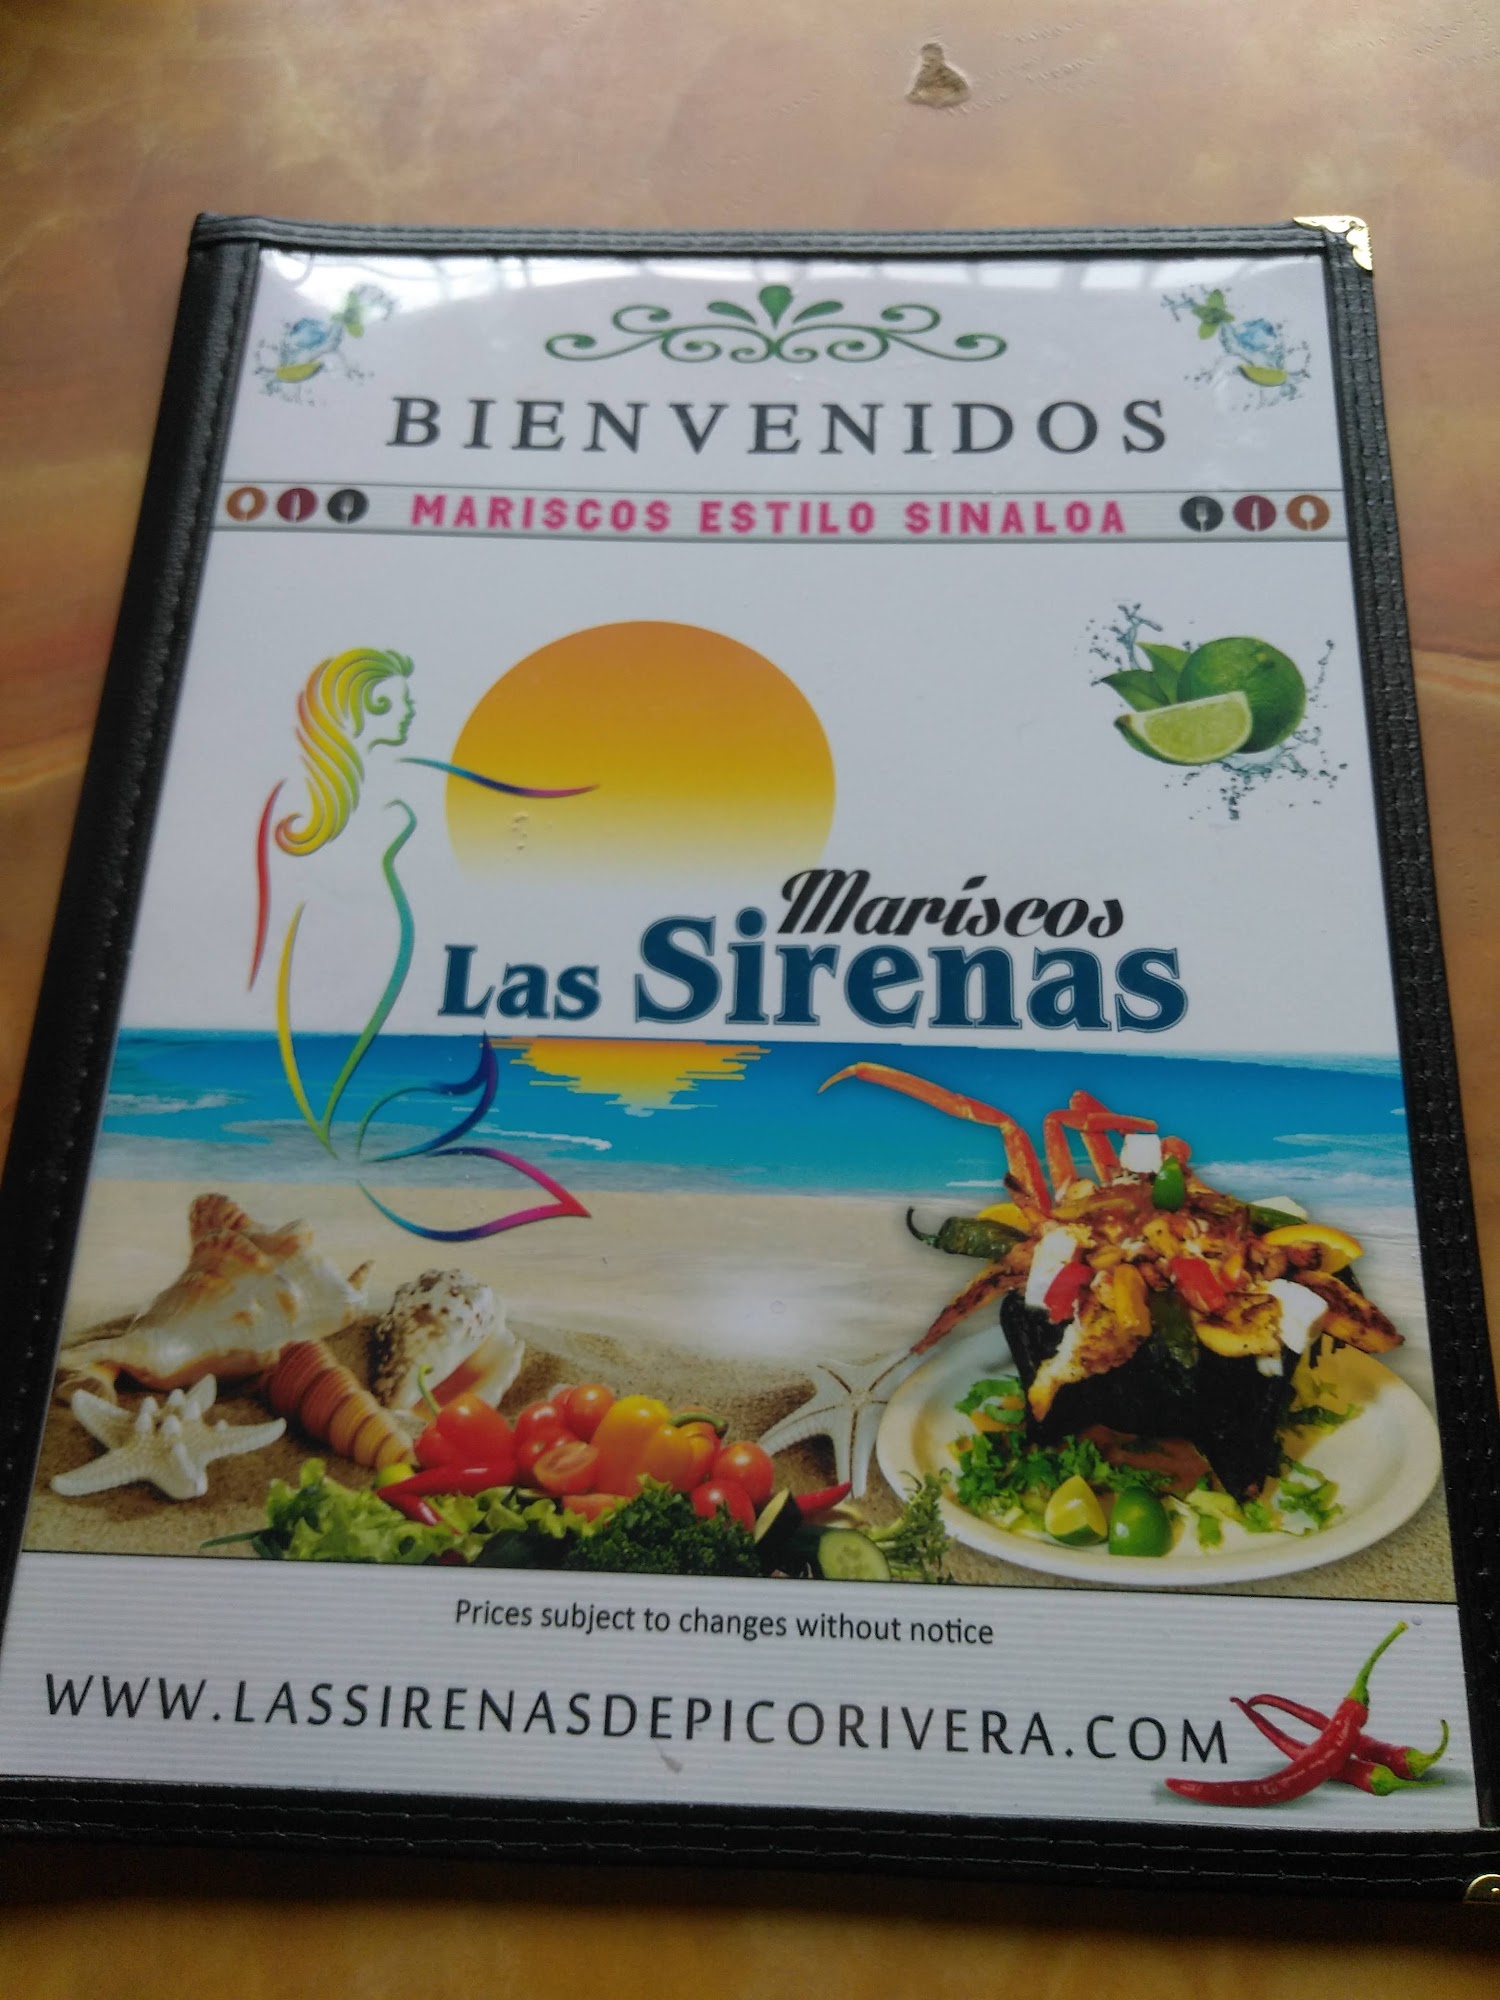 BIENVENIDOS
MARISCOS ESTILO SINALOA
Mariscos
Las Sirenas
Prices subject to changes without notice
WWW.LASSIRENASDEPICORIVERA.COM